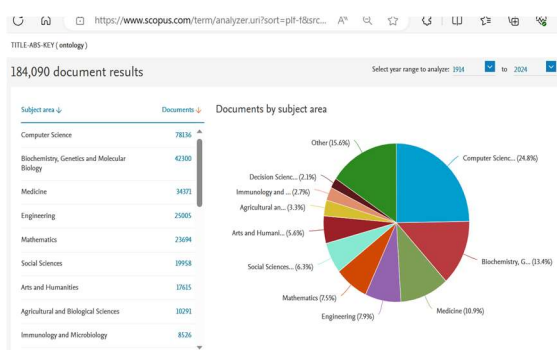 https://www.scopus.com/term/analyzer.uri?sort=plf-f&src...
TITLE-ABS-KEY ( ontology )
184,090 document results
Select year range to analyze: 1914 to 2024
Subject area
Documents
Computer Science 78136
Biochemistry, Genetics and Molecular
Biology 42300
Medicine 34371
Engineering 25005
Mathematics 23694
Social Sciences 19958
Arts and Humanities 17615
Agricultural and Biological Sciences 10291
Immunology and Microbiology 8526
Documents by subject area
Other (15.6%)
Decision Scienc... (2.1%)
Immunology and ... (2.7%)
Agricultural an... (3.3%)
Arts and Humani... (5.6%)
Social Sciences... (6.3%)
Mathematics (7.5%)
Engineering (7.9%)
Medicine (10.9%)
Biochemistry, G... (13.4%)
Computer Scienc... (24.8%)